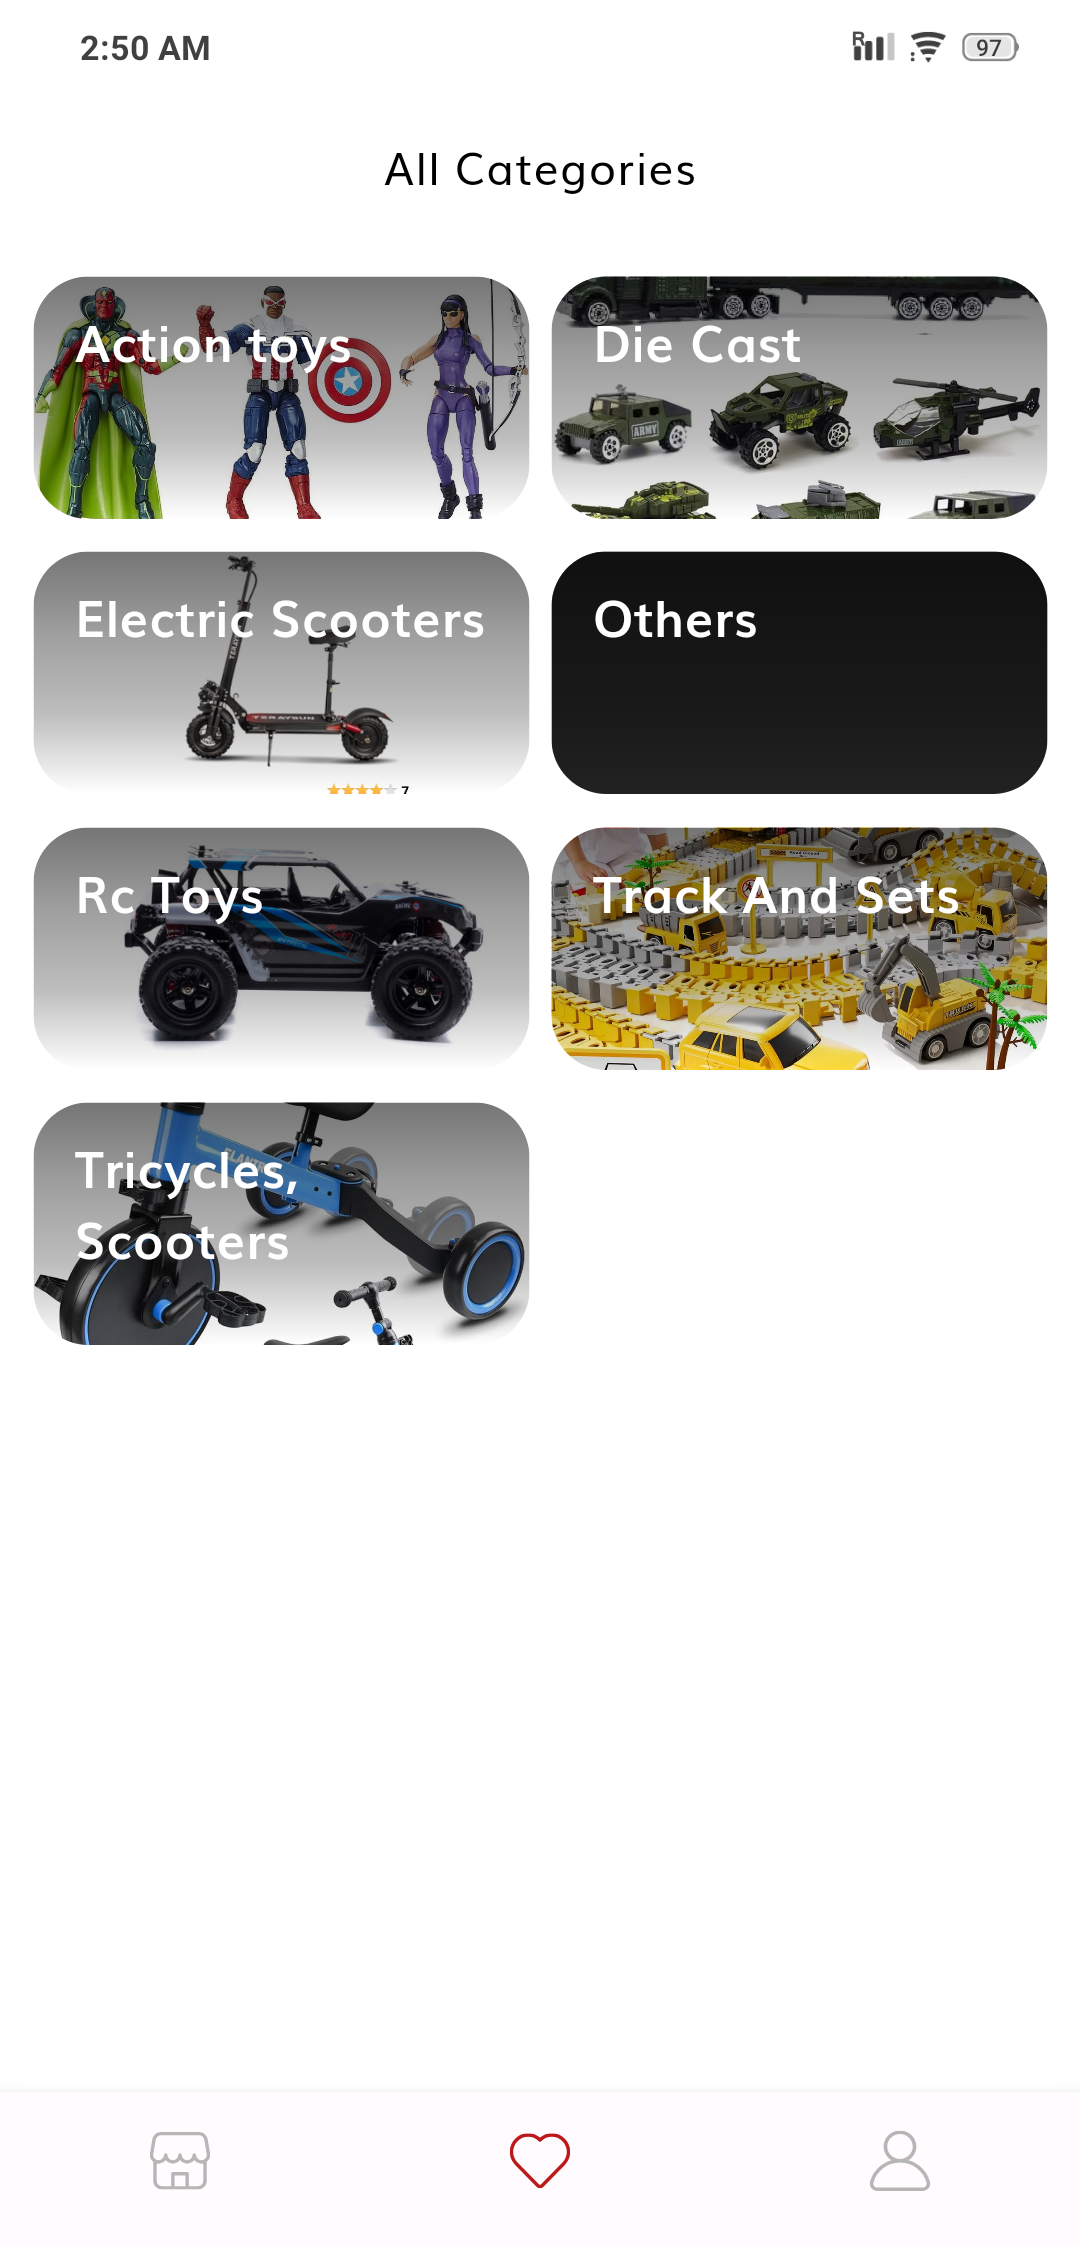 2:50 AM
R
97
All Categories
Action toys
Die Cast
ARMY
Electric Scooters
TERAYSUN
7
Others
Rc Toys
Track And Sets
Tricycles,
Scooters